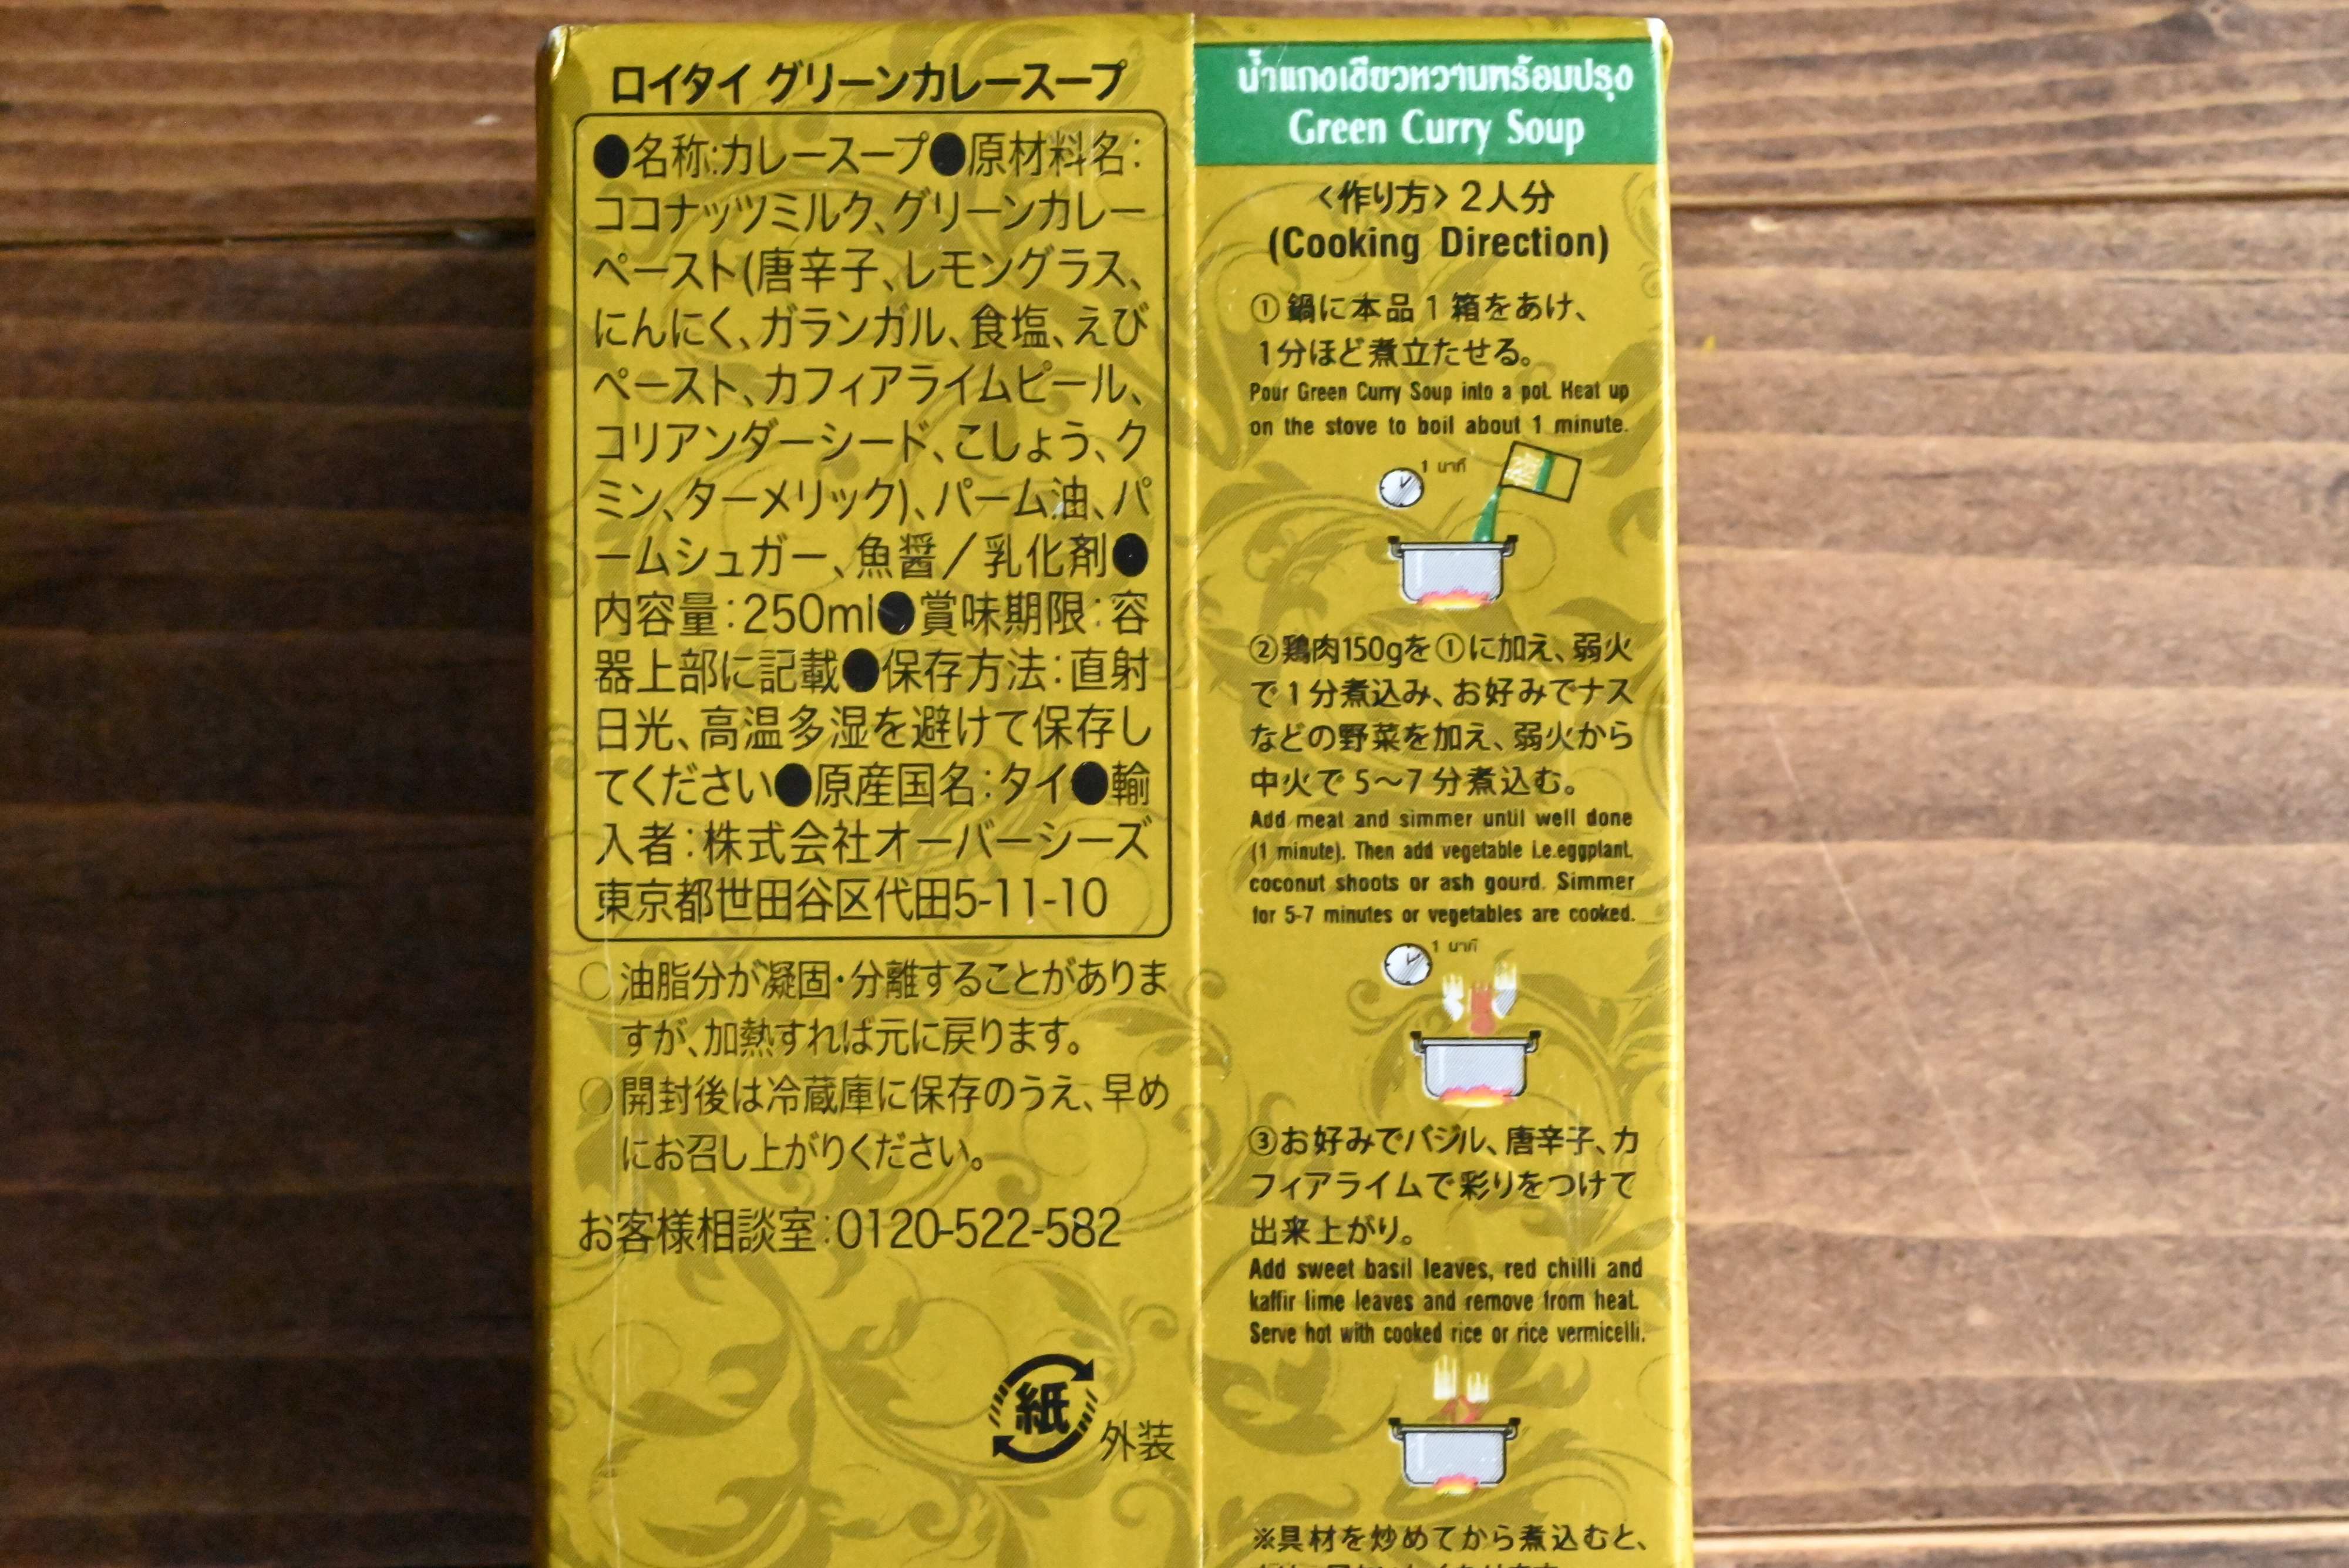 ロイタイ グリーンカレースープ
●名称:カレースープ●原材料名:
ココナッツミルク、グリーンカレー
ペースト(唐辛子、レモングラス、
にんにく、ガランガル、食塩、えび
ペースト、カフィアライムピール、
コリアンダーシード、こしょう、ク
ミン、ターメリック)、パーム油、パ
ームシュガー、魚醤/乳化剤●
内容量:250ml●賞味期限:容
器上部に記載●保存方法:直射
日光、高温多湿を避けて保存し
てください●原産国名:タイ●輸
入者:株式会社オーバーシーズ
東京都世田谷区代田5-11-10
○油脂分が凝固・分離することがありま
すが、加熱すれば元に戻ります。
○開封後は冷蔵庫に保存のうえ、早め
にお召し上がりください。
お客様相談室:0120-522-582
紙
外装
น้ำแกงเขียวหวานพร้อมปรุง
Green Curry Soup
〈作り方〉2人分
(Cooking Direction)
①鍋に本品1箱をあけ、
1分ほど煮立たせる。
Pour Green Curry Soup into a pot. Heat up
on the stove to boil about 1 minute.
1 นาที
②鶏肉150gを①に加え、弱火
で1分煮込み、お好みでナス
などの野菜を加え、弱火から
中火で5〜7分煮込む。
Add meat and simmer until well done
(1 minute). Then add vegetable i.e.eggplant,
coconut shoots or ash gourd. Simmer
for 5-7 minutes or vegetables are cooked.
1 นาที
③お好みでバジル、唐辛子、カ
フィアライムで彩りをつけて
出来上がり。
Add sweet basil leaves, red chilli and
kaffir lime leaves and remove from heat.
Serve hot with cooked rice or rice vermicelli.
※具材を炒めてから煮込むと、